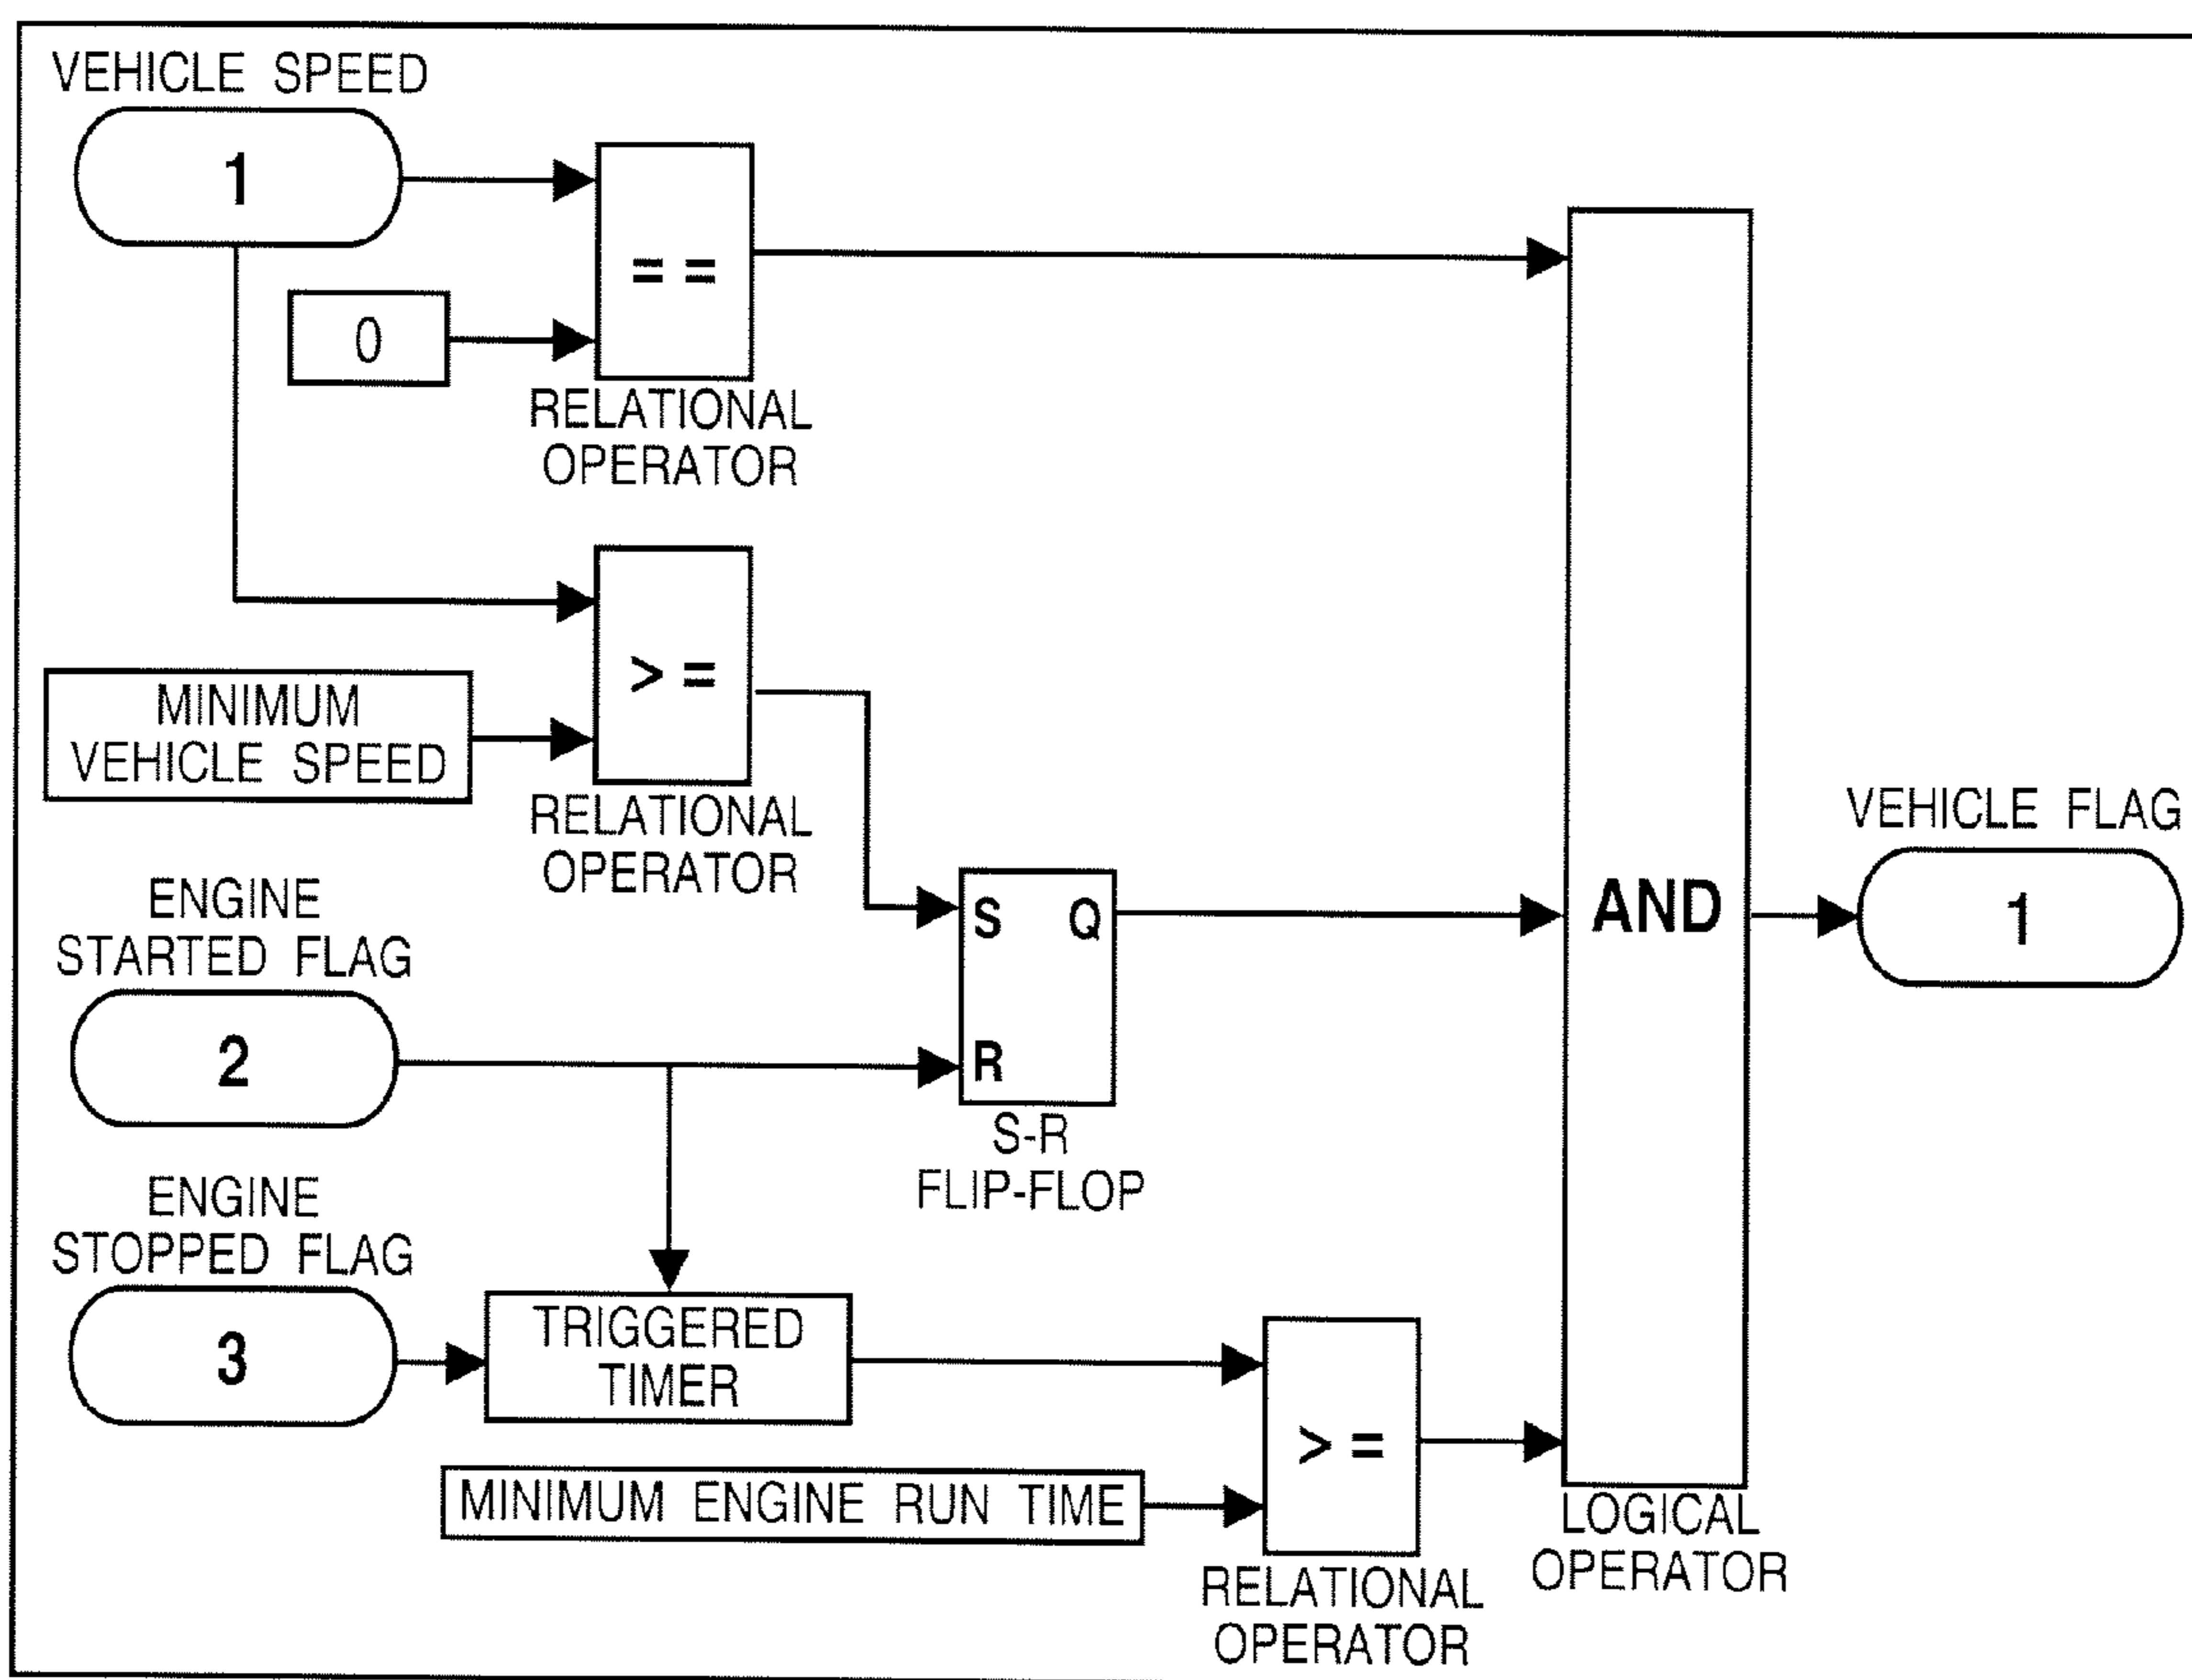 VEHICLE SPEED
1
= =
0
RELATIONAL
OPERATOR
> =
MINIMUM
VEHICLE SPEED
RELATIONAL
OPERATOR
VEHICLE FLAG
ENGINE
STARTED FLAG
S Q
AND
1
2
R
S-R
FLIP-FLOP
ENGINE
STOPPED FLAG
3
TRIGGERED
TIMER
> =
MINIMUM ENGINE RUN TIME
LOGICAL
OPERATOR
RELATIONAL
OPERATOR